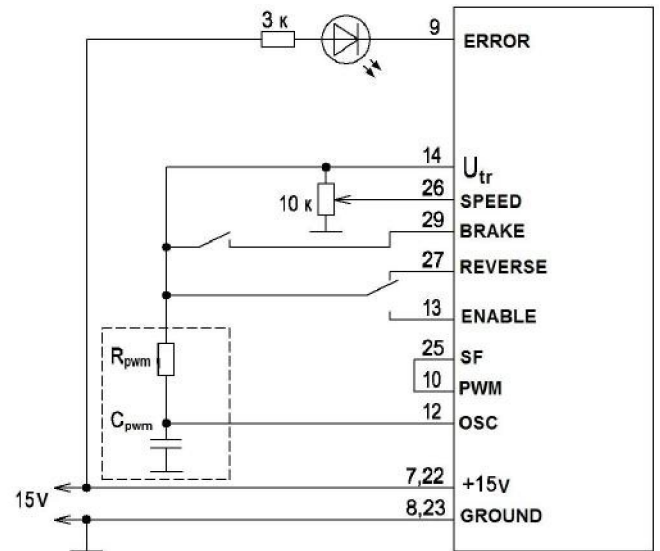 3 к
9 ERROR
14 Utr
26 SPEED
10 к
29 BRAKE
27 REVERSE
13 ENABLE
25 SF
Rpwm
10 PWM
Cpwm
12 OSC
7,22 +15v
15V
8,23 GROUND